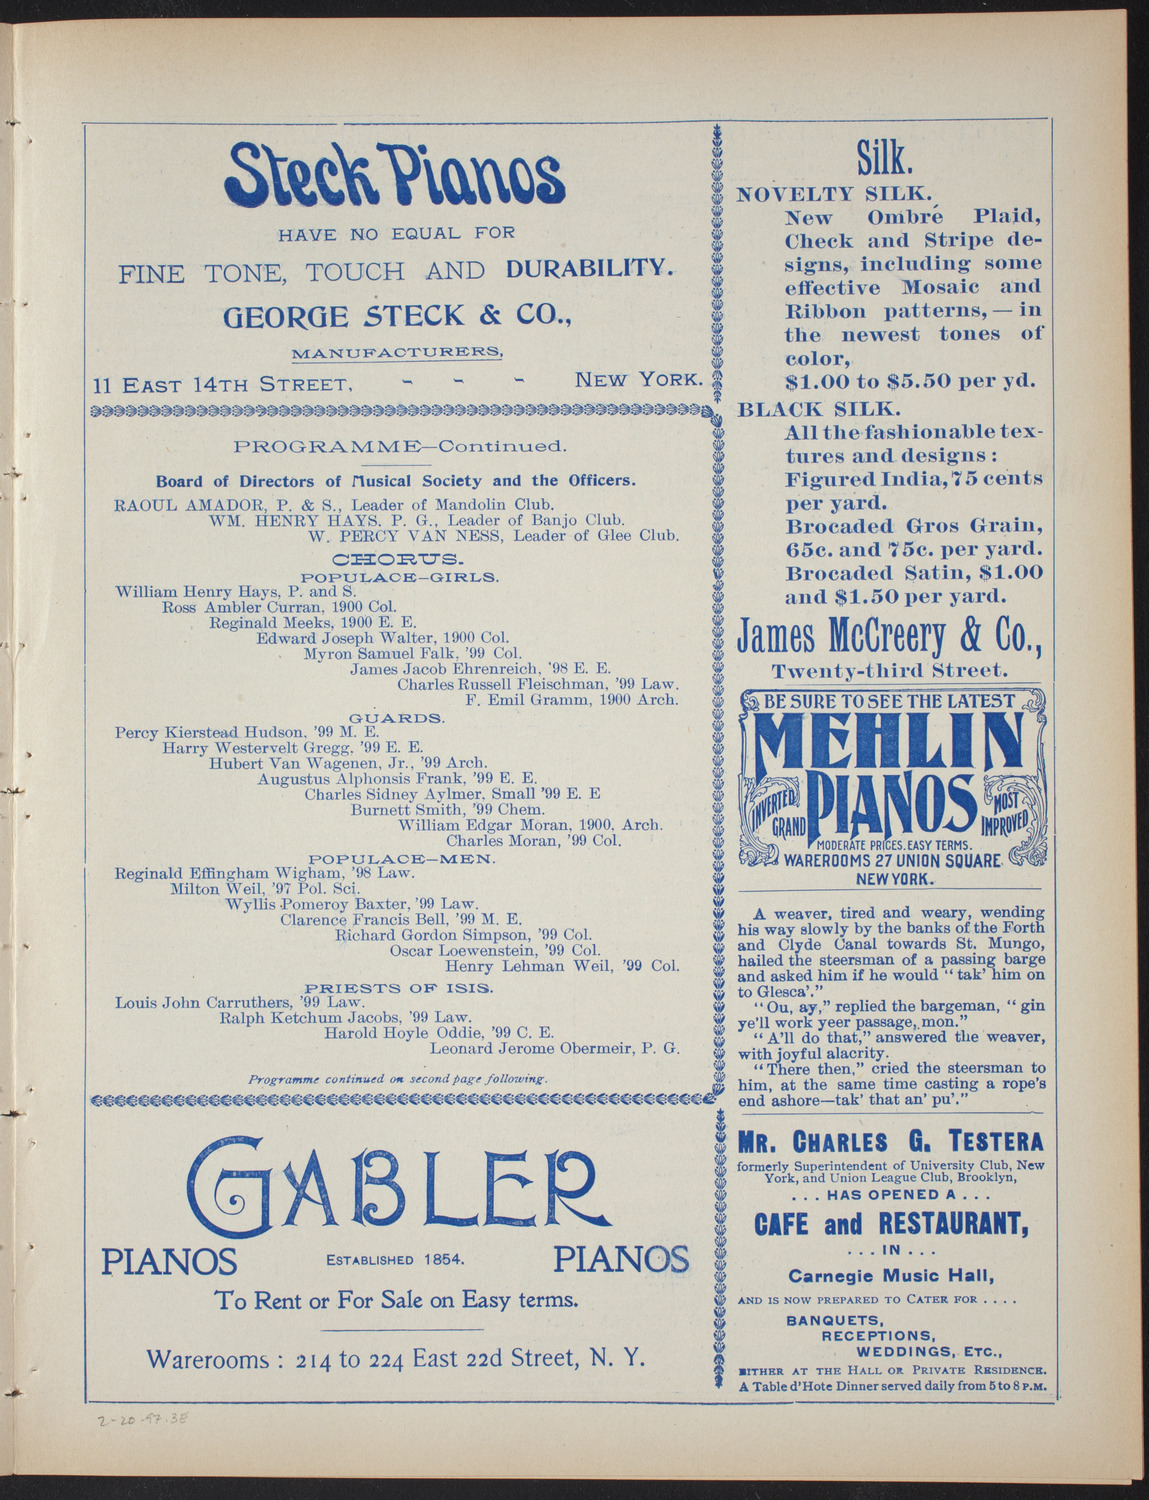 Steck Pianos
HAVE NO EQUAL FOR
FINE TONE, TOUCH AND DURABILITY.
GEORGE STECK & CO.,
MANUFACTURERS,
11 EAST 14TH STREET, - - - NEW YORK.
PROGRAMME—Continued.
Board of Directors of Musical Society and the Officers.
RAOUL AMADOR, P. & S., Leader of Mandolin Club.
WM. HENRY HAYS, P. G., Leader of Banjo Club.
W. PERCY VAN NESS, Leader of Glee Club.
CHORUS.
POPULACE—GIRLS.
William Henry Hays, P. and S.
Ross Ambler Curran, 1900 Col.
Reginald Meeks, 1900 E. E.
Edward Joseph Walter, 1900 Col.
Myron Samuel Falk, '99 Col.
James Jacob Ehrenreich, '98 E. E.
Charles Russell Fleischman, '99 Law.
F. Emil Gramm, 1900 Arch.
GUARDS.
Percy Kierstead Hudson, '99 M. E.
Harry Westervelt Gregg, '99 E. E.
Hubert Van Wagenen, Jr., '99 Arch.
Augustus Alphonsis Frank, '99 E. E.
Charles Sidney Aylmer, Small '99 E. E
Burnett Smith, '99 Chem.
William Edgar Moran, 1900, Arch.
Charles Moran, '99 Col.
POPULACE—MEN.
Reginald Effingham Wigham, '98 Law.
Milton Weil, '97 Pol. Sci.
Wyllis Pomeroy Baxter, '99 Law.
Clarence Francis Bell, '99 M. E.
Richard Gordon Simpson, '99 Col.
Oscar Loewenstein, '99 Col.
Henry Lehman Weil, '99 Col.
PRIESTS OF ISIS.
Louis John Carruthers, '99 Law.
Ralph Ketchum Jacobs, '99 Law.
Harold Hoyle Oddie, '99 C. E.
Leonard Jerome Obermeir, P. G.
Programme continued on second page following.
GABLER
PIANOS ESTABLISHED 1854. PIANOS
To Rent or For Sale on Easy terms.
Warerooms : 214 to 224 East 22d Street, N. Y.
2-20-97.3E
Silk.
NOVELTY SILK.
New Ombré Plaid,
Check and Stripe de-
signs, including some
effective Mosaic and
Ribbon patterns,—in
the newest tones of
color,
$1.00 to $5.50 per yd.
BLACK SILK.
All the fashionable tex-
tures and designs :
Figured India, 75 cents
per yard.
Brocaded Gros Grain,
65c. and 75c. per yard.
Brocaded Satin, $1.00
and $1.50 per yard.
James McCreery & Co.,
Twenty-third Street.
BE SURE TO SEE THE LATEST
MEHLIN
PIANOS
INVERTED GRAND
MOST IMPROVED
MODERATE PRICES. EASY TERMS.
WAREROOMS 27 UNION SQUARE
NEW YORK.
A weaver, tired and weary, wending
his way slowly by the banks of the Forth
and Clyde Canal towards St. Mungo,
hailed the steersman of a passing barge
and asked him if he would "tak' him on
to Glesca'."
"Ou, ay," replied the bargeman, "gin
ye'll work yeer passage, mon."
"A'll do that," answered the weaver,
with joyful alacrity.
"There then," cried the steersman to
him, at the same time casting a rope's
end ashore—tak' that an' pu'."
MR. CHARLES G. TESTERA
formerly Superintendent of University Club, New
York, and Union League Club, Brooklyn,
. . . HAS OPENED A . . .
CAFE and RESTAURANT,
. . . IN . . .
Carnegie Music Hall,
AND IS NOW PREPARED TO CATER FOR . . . .
BANQUETS,
RECEPTIONS,
WEDDINGS, ETC.,
EITHER AT THE HALL OR PRIVATE RESIDENCE.
A Table d'Hote Dinner served daily from 5 to 8 P.M.